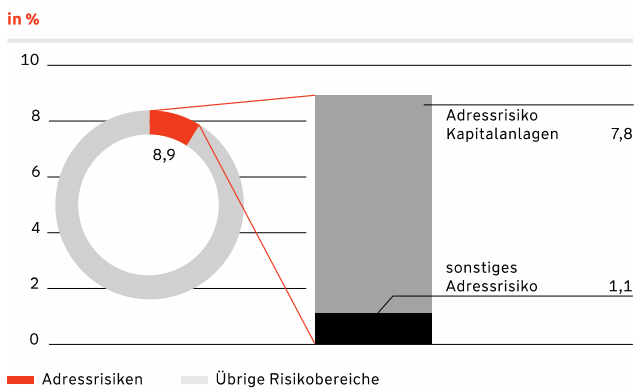 in %
10
8
6
4
2
0
8,9
Adressrisiko
Kapitalanlagen 7,8
sonstiges
Adressrisiko 1,1
Adressrisiken Übrige Risikobereiche